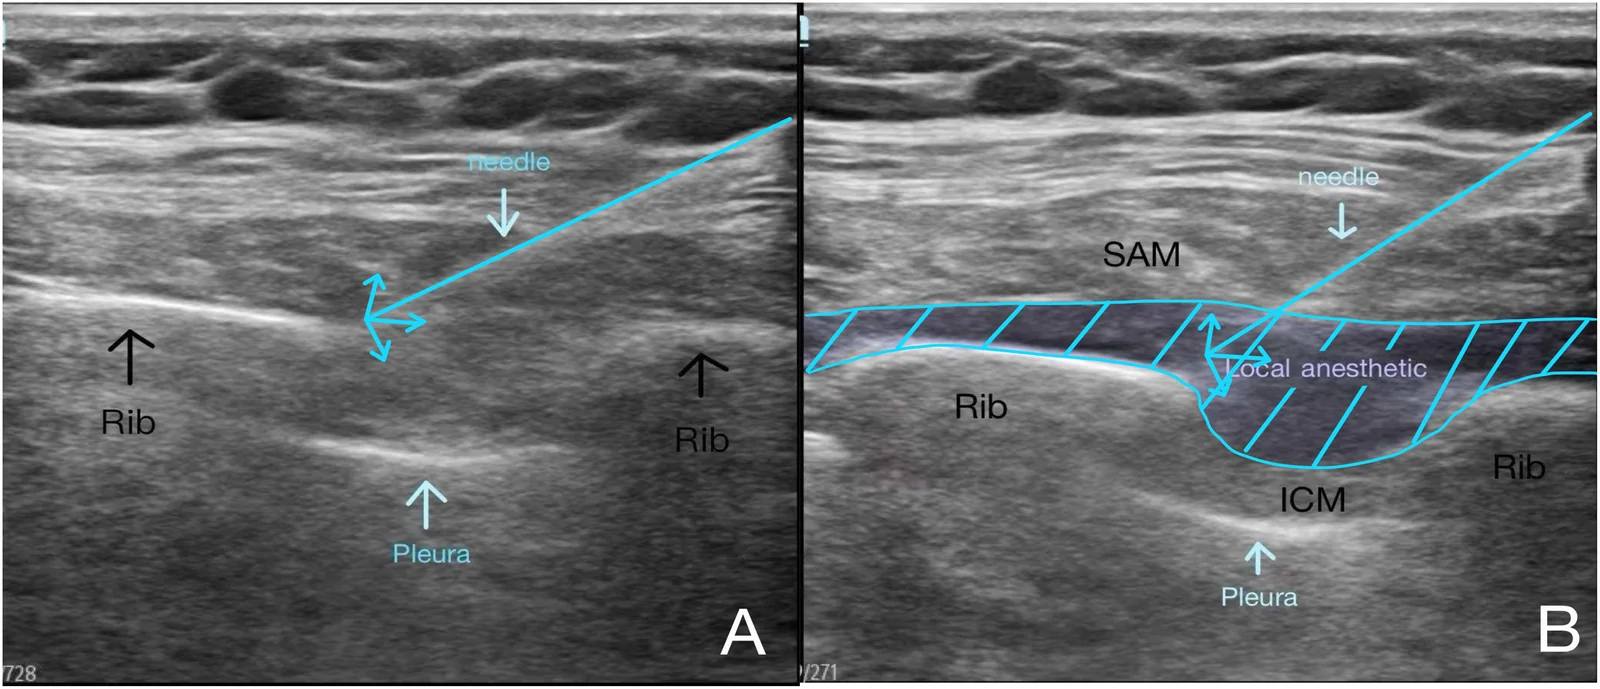 needle
Rib
Rib
Pleura
A
/728
needle
SAM
Local anesthetic
Rib
Rib
ICM
Pleura
B
/271